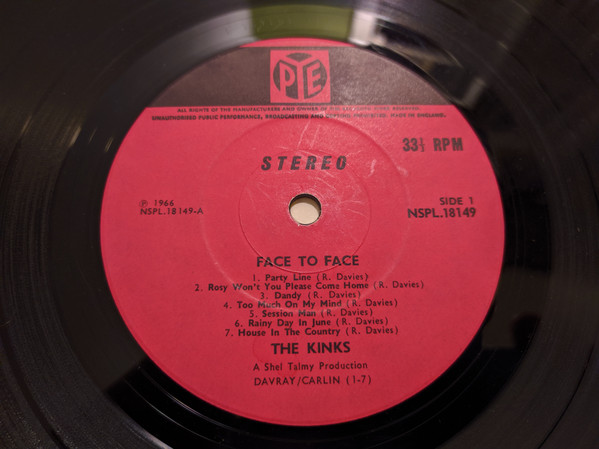 PYE
ALL RIGHTS OF THE MANUFACTURERS AND OWNER OF
UNAUTHORISED PUBLIC PERFORMANCE, BROADCASTING AND MADE IN ENGLAND.
33⅓ RPM
STEREO
℗ 1966
NSPL.18149-A
SIDE 1
NSPL.18149
FACE TO FACE
1. Party Line (R. Davies)
2. Rosy Won't You Please Come Home (R. Davies)
3. Dandy (R. Davies)
4. Too Much On My Mind (R. Davies)
5. Session Man (R. Davies)
6. Rainy Day In June (R. Davies)
7. House In The Country (R. Davies)
THE KINKS
A Shel Talmy Production
DAVRAY/CARLIN (1-7)